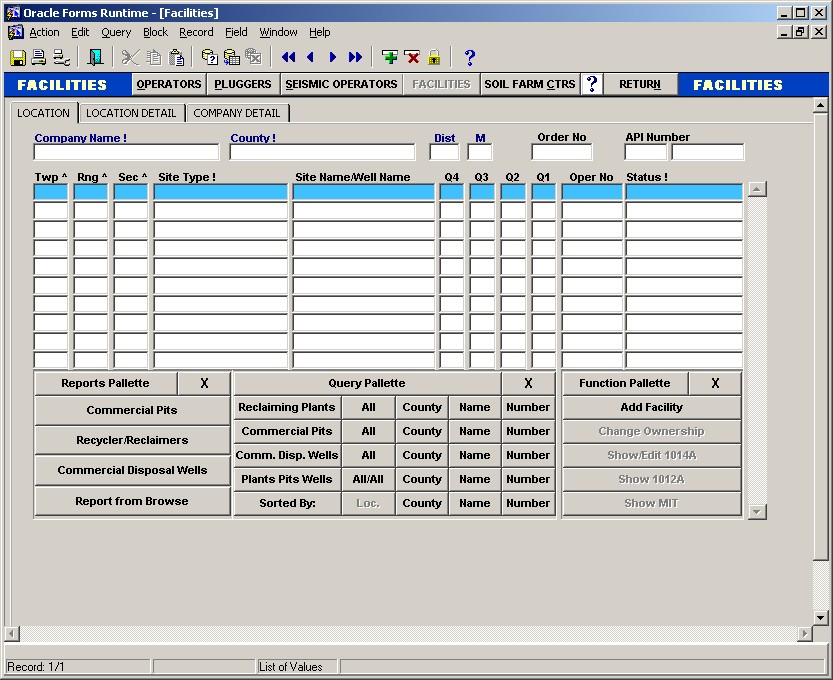 Oracle Forms Runtime - [Facilities]
Action Edit Query Block Record Field Window Help
FACILITIES OPERATORS PLUGGERS SEISMIC OPERATORS FACILITIES SOIL FARM CTRS ? RETURN FACILITIES
LOCATION LOCATION DETAIL COMPANY DETAIL
Company Name ! County ! Dist M Order No API Number
Twp ^ Rng ^ Sec ^ Site Type ! Site Name/Well Name Q4 Q3 Q2 Q1 Oper No Status !
Reports Pallette X Query Pallette X Function Pallette X
Commercial Pits Reclaiming Plants All County Name Number Add Facility
Recycler/Reclaimers Commercial Pits All County Name Number Change Ownership
Commercial Disposal Wells Comm. Disp. Wells All County Name Number Show/Edit 1014A
Plants Pits Wells All/All County Name Number Show 1012A
Report from Browse Sorted By: Loc. County Name Number Show MIT
Record: 1/1 List of Values